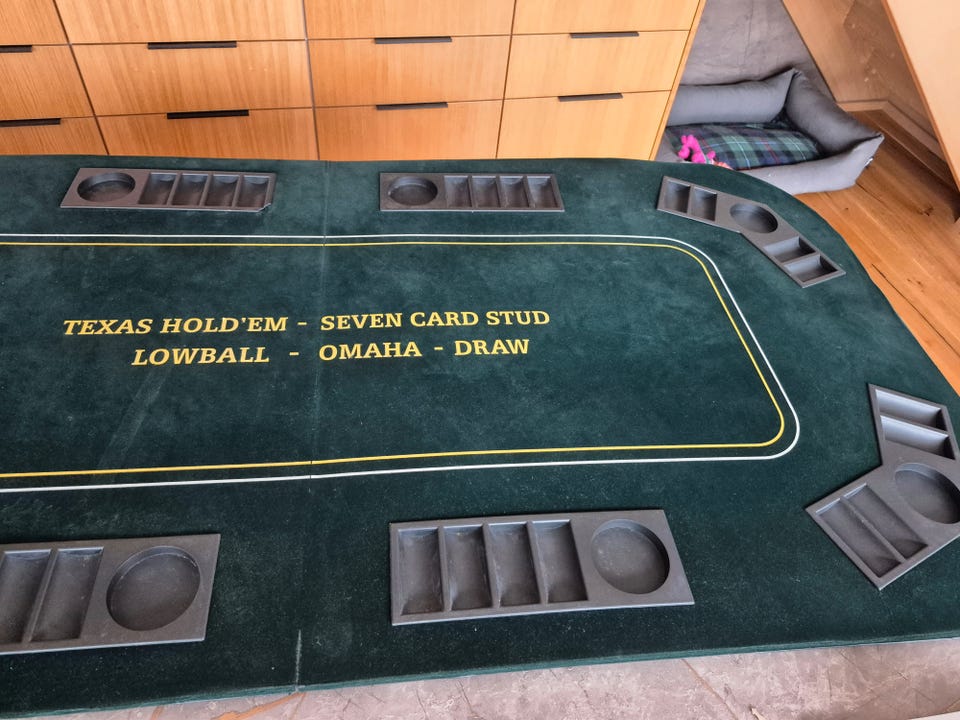 TEXAS HOLD'EM - SEVEN CARD STUD
LOWBALL - OMAHA - DRAW